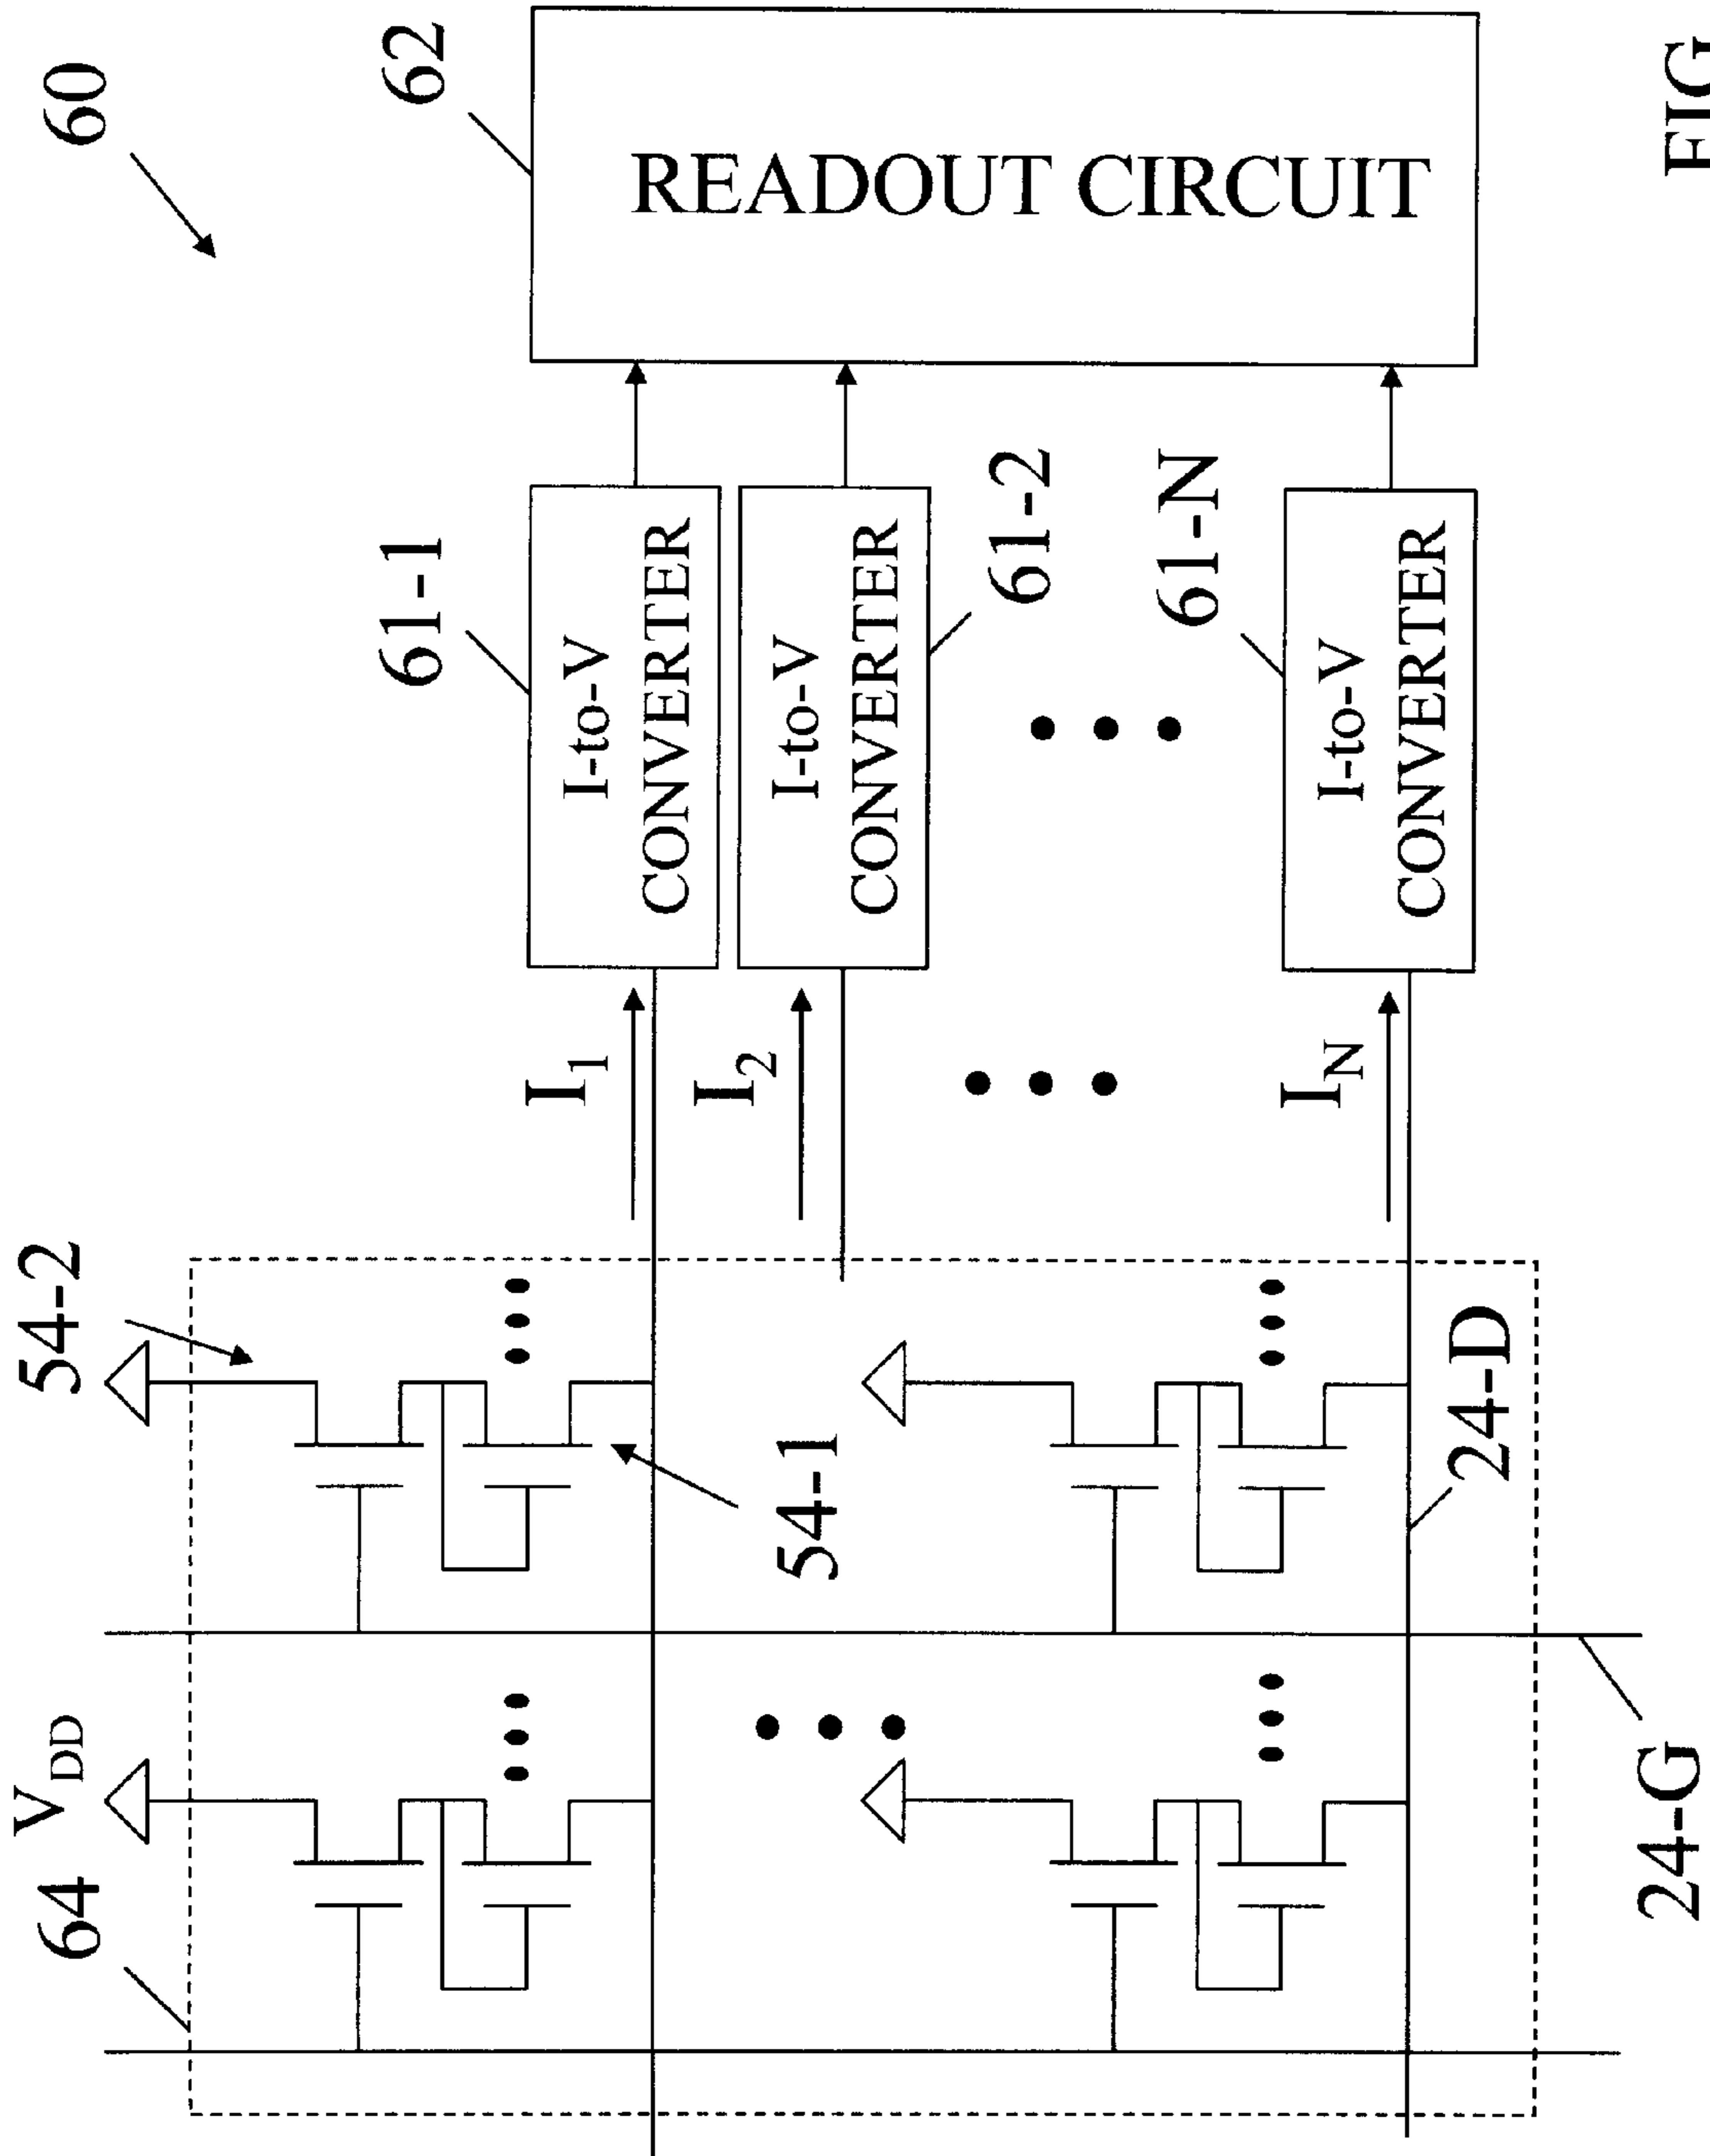 60
62
READOUT CIRCUIT
61-1
I-to-V
CONVERTER
I-to-V
CONVERTER
61-2
61-N
I-to-V
CONVERTER
I1
I2
IN
54-2
54-1
24-D
VDD
64
24-G
FIG